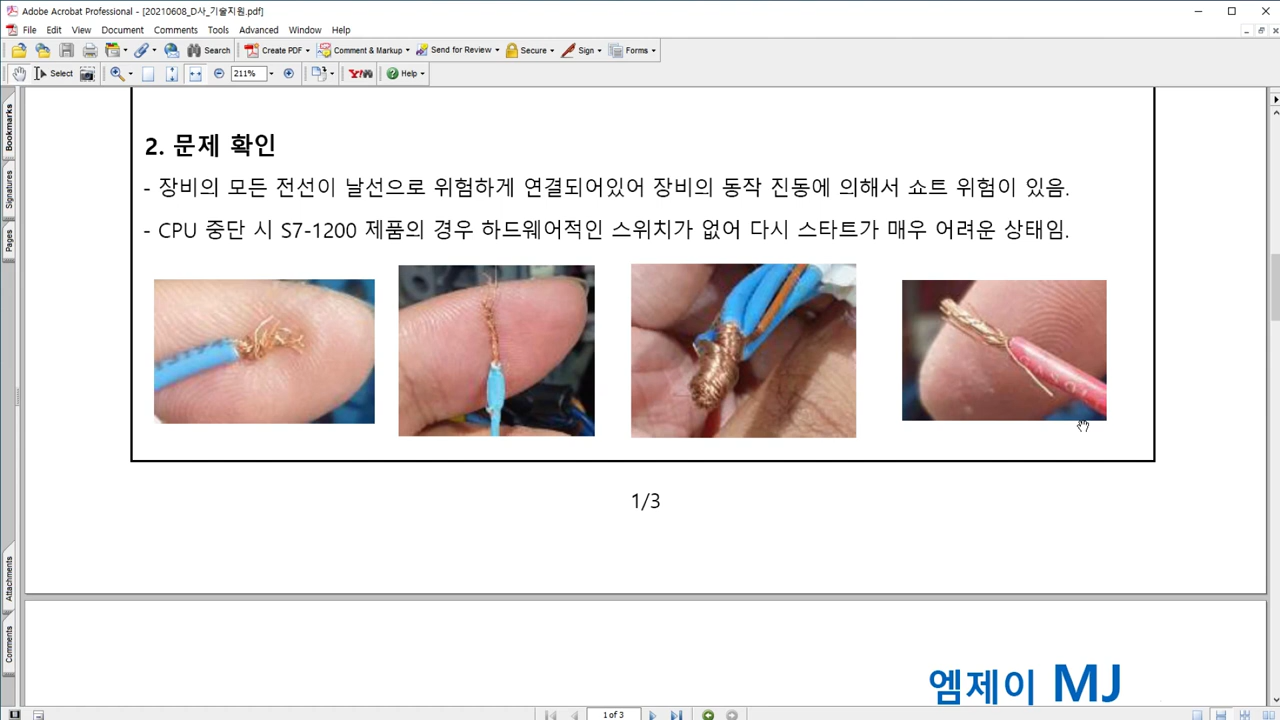 Adobe Acrobat Professional - [20210608_D사_기술지원.pdf]
File Edit View Document Comments Tools Advanced Window Help
Search Create PDF Comment & Markup Send for Review Secure Sign Forms
Select 211% Help
Bookmarks
Signatures
Pages
Attachments
Comments
2. 문제 확인
- 장비의 모든 전선이 날선으로 위험하게 연결되어있어 장비의 동작 진동에 의해서 쇼트 위험이 있음.
- CPU 중단 시 S7-1200 제품의 경우 하드웨어적인 스위치가 없어 다시 스타트가 매우 어려운 상태임.
1/3
엠제이 MJ
1 of 3